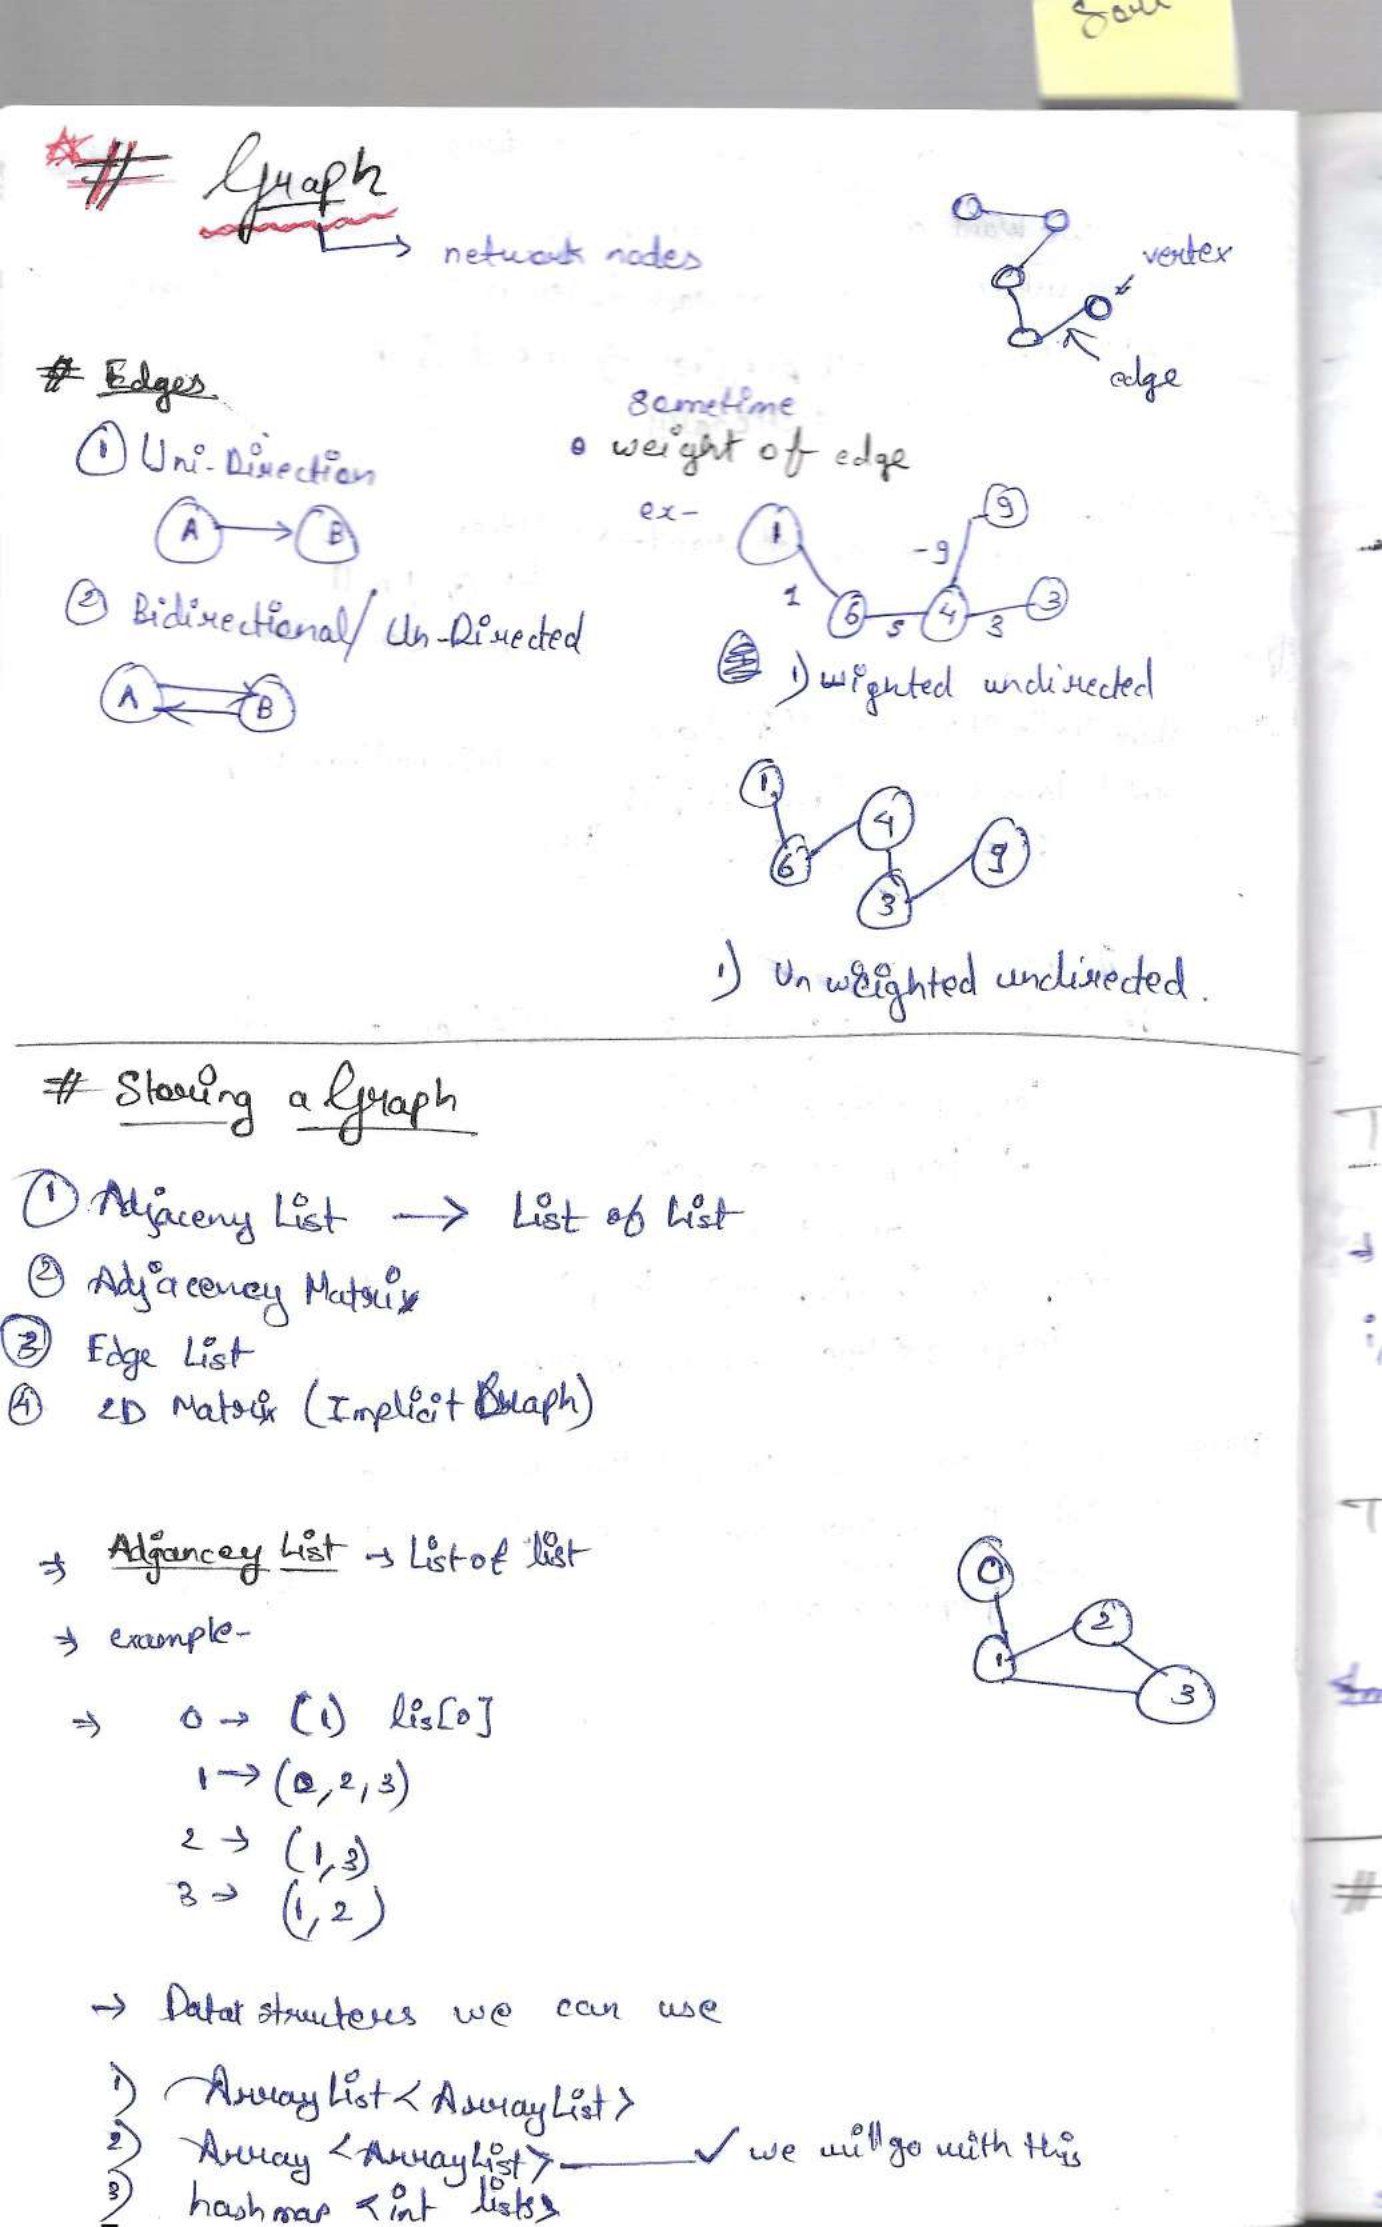 # Graph
network nodes
vertex
edge
# Edges
① Uni-Direction
A B
② Bidirectional/Un-Directed
A B
sometime
weight of edge
ex-
1 9
-9
1 6 5 4 3 3
1) wighted undirected
1 4
6 3 9
1) Un weighted undirected.
# Storing a Graph
① Adjaceny List → List of List
② Adjacency Matrix
③ Edge List
④ 2D Matrix (Implicit Graph)
⇒ Adjancey List → List of list
⇒ example-
0
2
1
3
⇒ 0 → (1) lis[0]
1 → (0, 2, 3)
2 → (1, 3)
3 → (1, 2)
→ Data structeres we can use
1) ArrayList < ArrayList >
2) Array < ArrayList > ✓ we will go with this
3) hashmap < int lists >